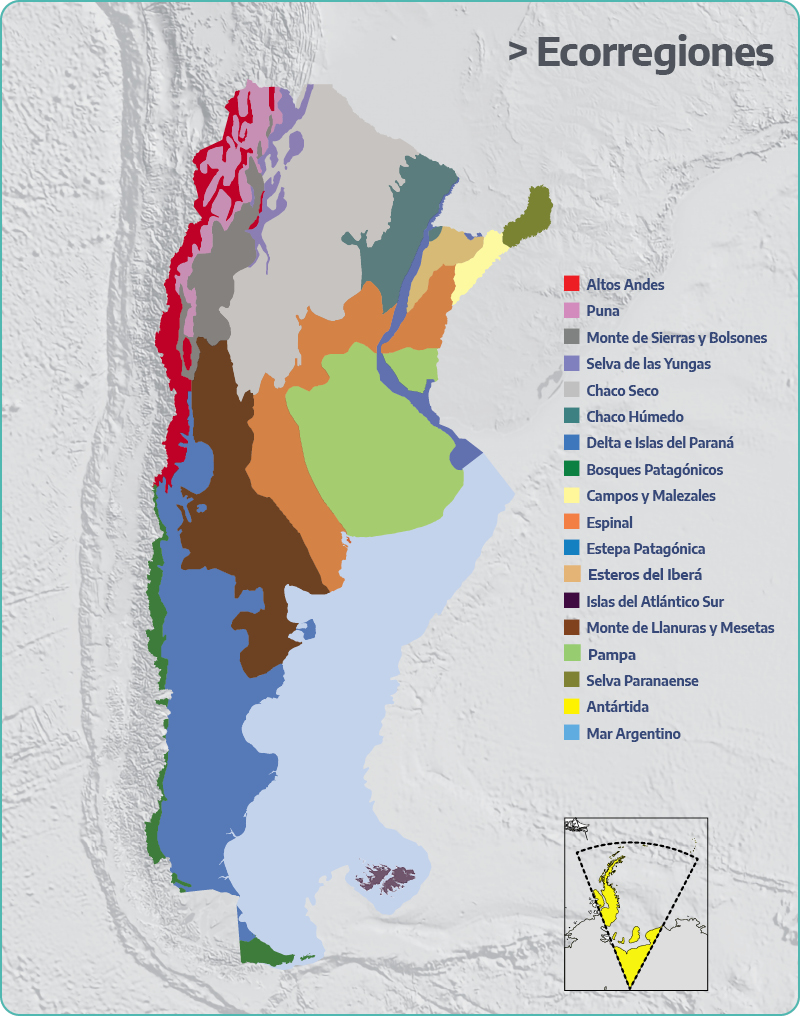 > Ecorregiones
Altos Andes
Puna
Monte de Sierras y Bolsones
Selva de las Yungas
Chaco Seco
Chaco Húmedo
Delta e Islas del Paraná
Bosques Patagónicos
Campos y Malezales
Espinal
Estepa Patagónica
Esteros del Iberá
Islas del Atlántico Sur
Monte de Llanuras y Mesetas
Pampa
Selva Paranaense
Antártida
Mar Argentino